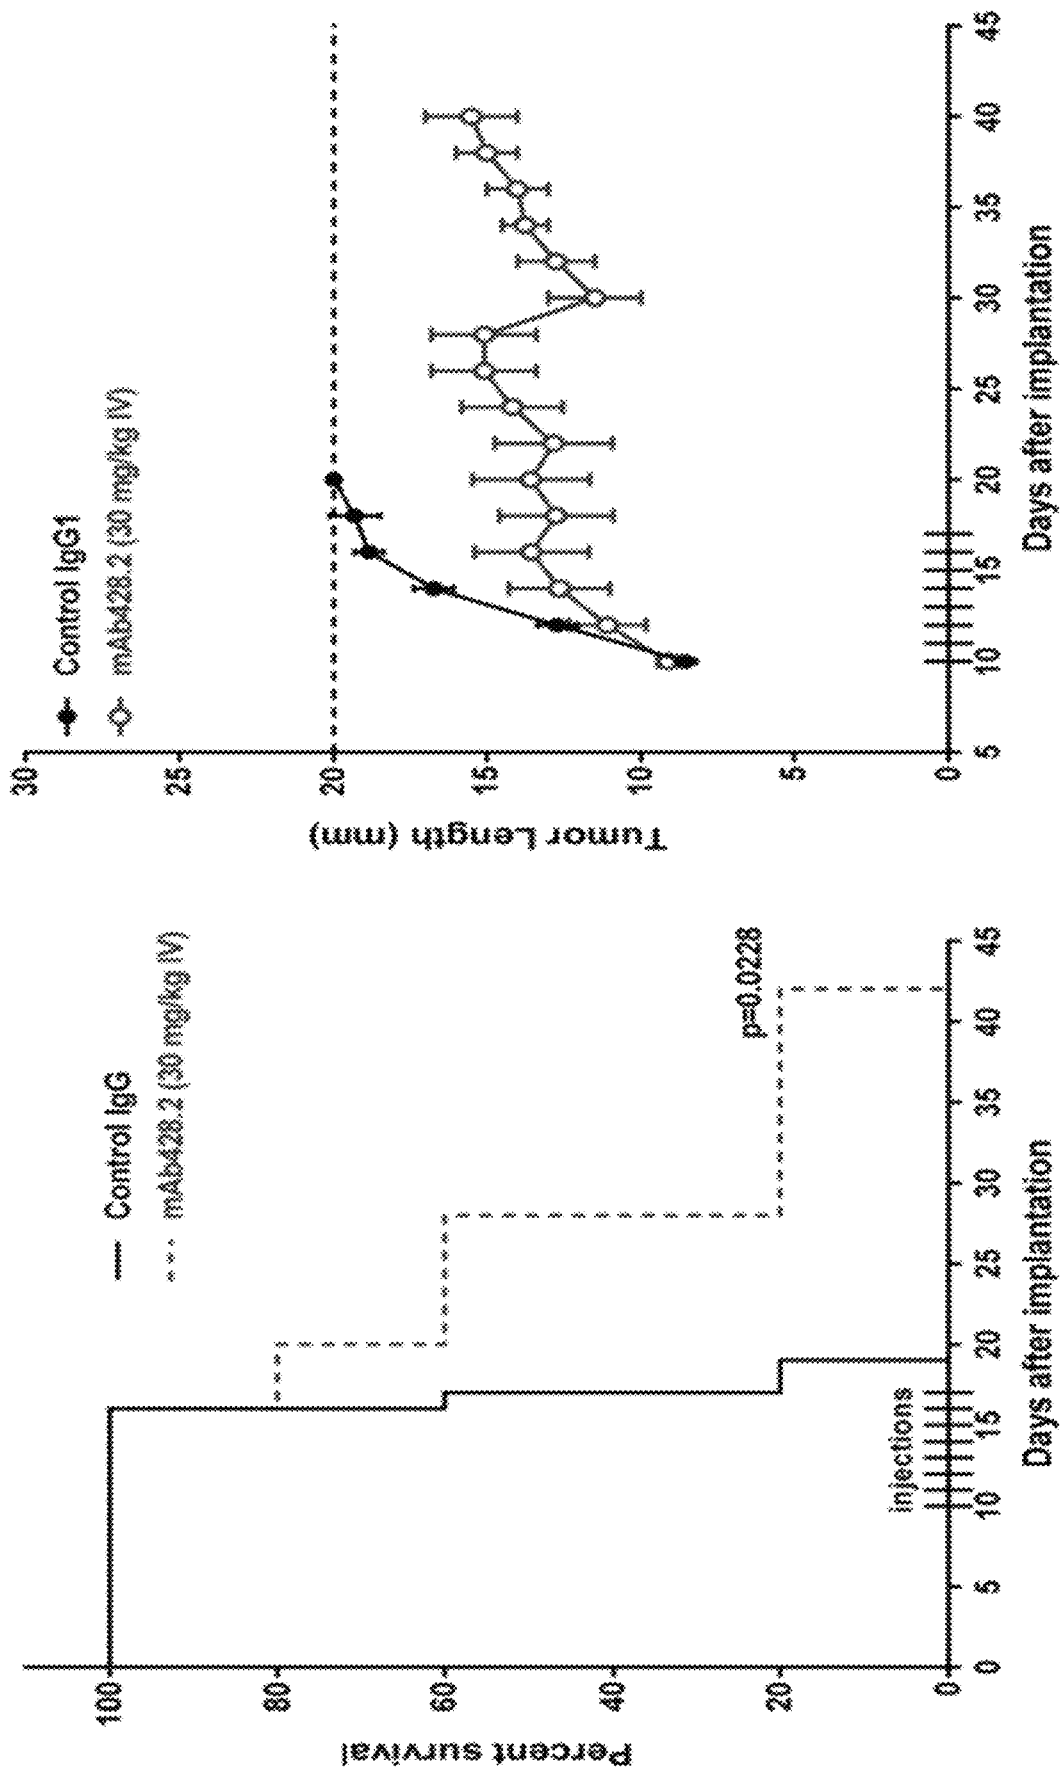 Control IgG
mAb428.2 (30 mg/kg IV)
p=0.0228
injections
Percent survival
100
80
60
40
20
0
0 5 10 15 20 25 30 35 40 45
Days after implantation
Control IgG1
mAb428.2 (30 mg/kg IV)
Tumor Length (mm)
30
25
20
15
10
5
0
5 10 15 20 25 30 35 40 45
Days after implantation